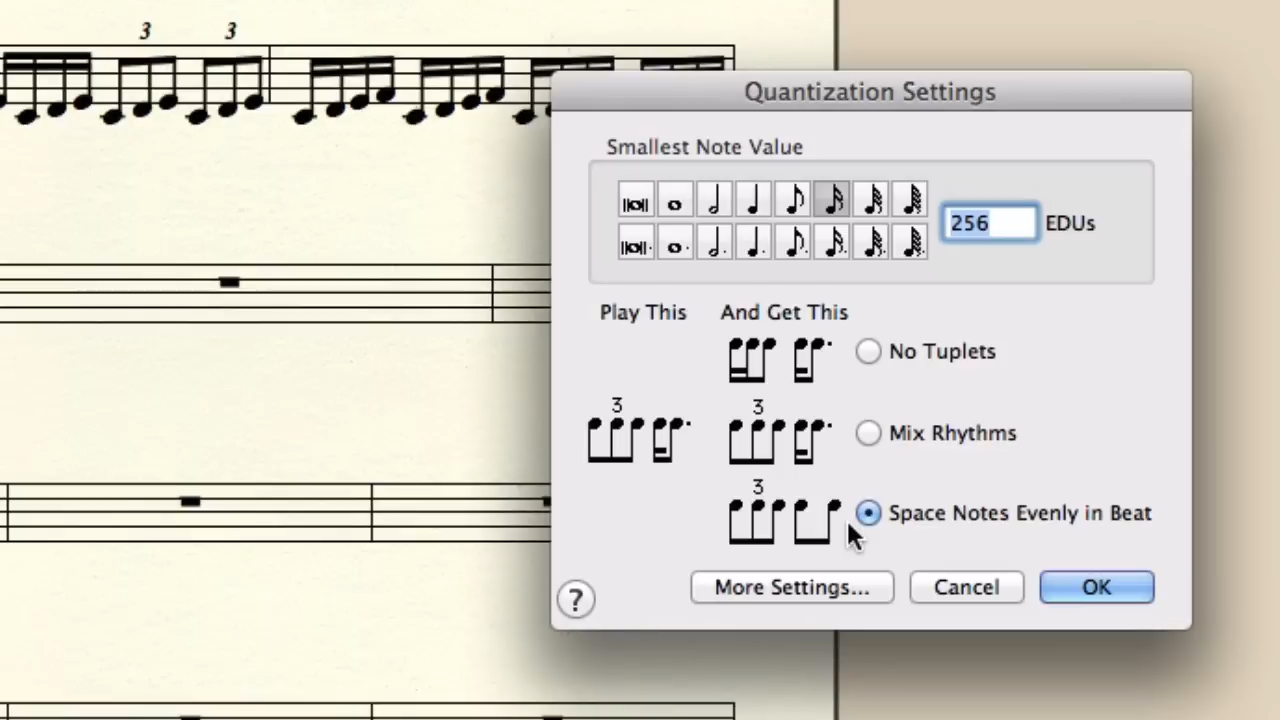 3 3
Quantization Settings
Smallest Note Value
256 EDUs
Play This And Get This
No Tuplets
3 3
Mix Rhythms
3
Space Notes Evenly in Beat
? More Settings... Cancel OK